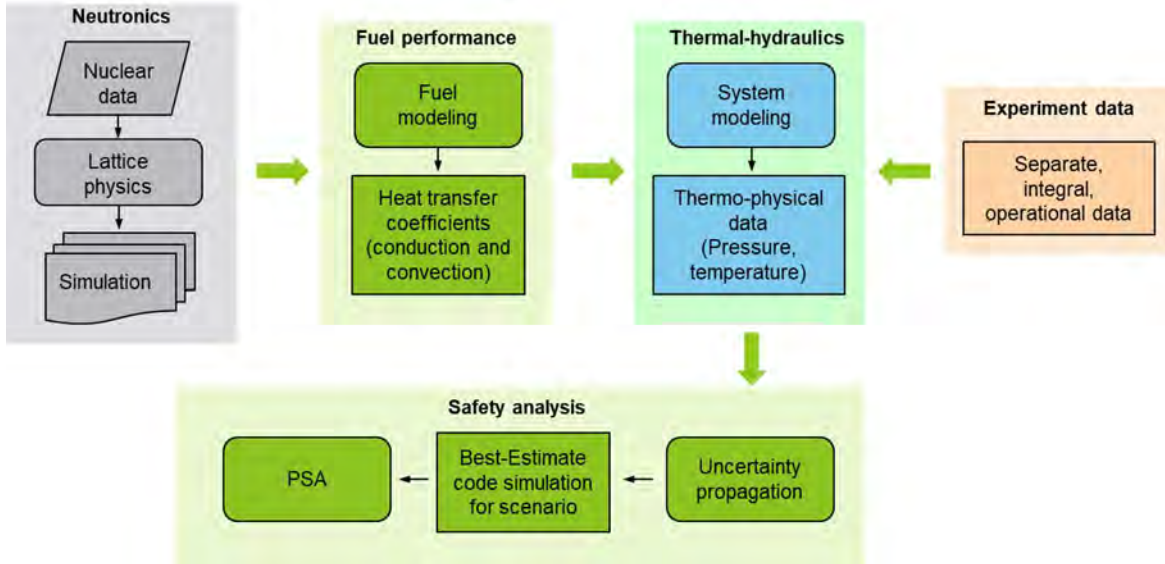 Neutronics
Nuclear
data
Lattice
physics
Simulation
Fuel performance
Fuel
modeling
Heat transfer
coefficients
(conduction and
convection)
Thermal-hydraulics
System
modeling
Thermo-physical
data
(Pressure,
temperature)
Experiment data
Separate,
integral,
operational data
Safety analysis
PSA
Best-Estimate
code simulation
for scenario
Uncertainty
propagation